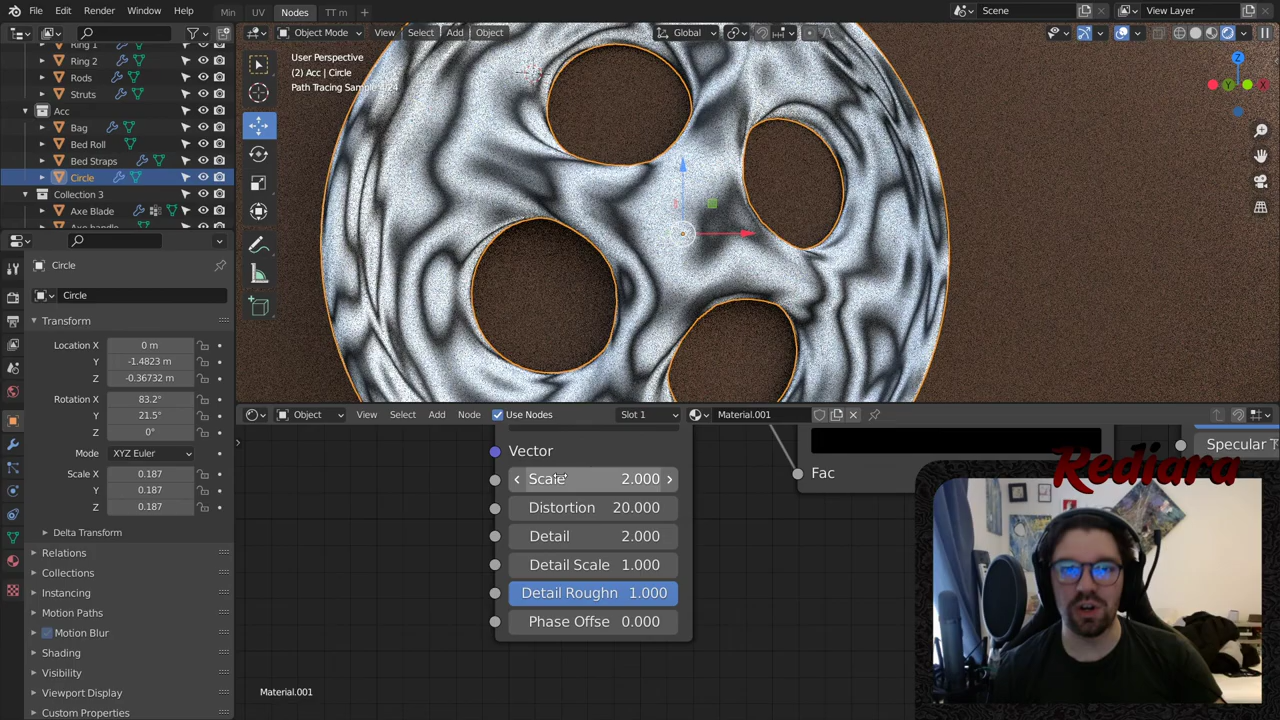 File Edit Render Window Help Min UV Nodes TT m + Scene View Layer
Object Mode View Select Add Object Global
User Perspective
(2) Acc | Circle
Ring 1
Ring 2
Rods
Struts
Acc
Bag
Bed Roll
Bed Straps
Circle
Collection 3
Axe Blade
Circle
Circle
Transform
Location X 0 m
Y -1.4823 m
Z -0.36732 m
Rotation X 83.2°
Y 21.5°
Z 0°
Mode XYZ Euler
Scale X 0.187
Y 0.187
Z 0.187
Delta Transform
Relations
Collections
Instancing
Motion Paths
Motion Blur
Shading
Visibility
Viewport Display
Custom Properties
Object View Select Add Node Use Nodes Slot 1 Material.001
Vector
Scale 2.000
Distortion 20.000
Detail 2.000
Detail Scale 1.000
Detail Roughn 1.000
Phase Offse 0.000
Material.001
Fac
Specular T
Rediara
X
Y
Z